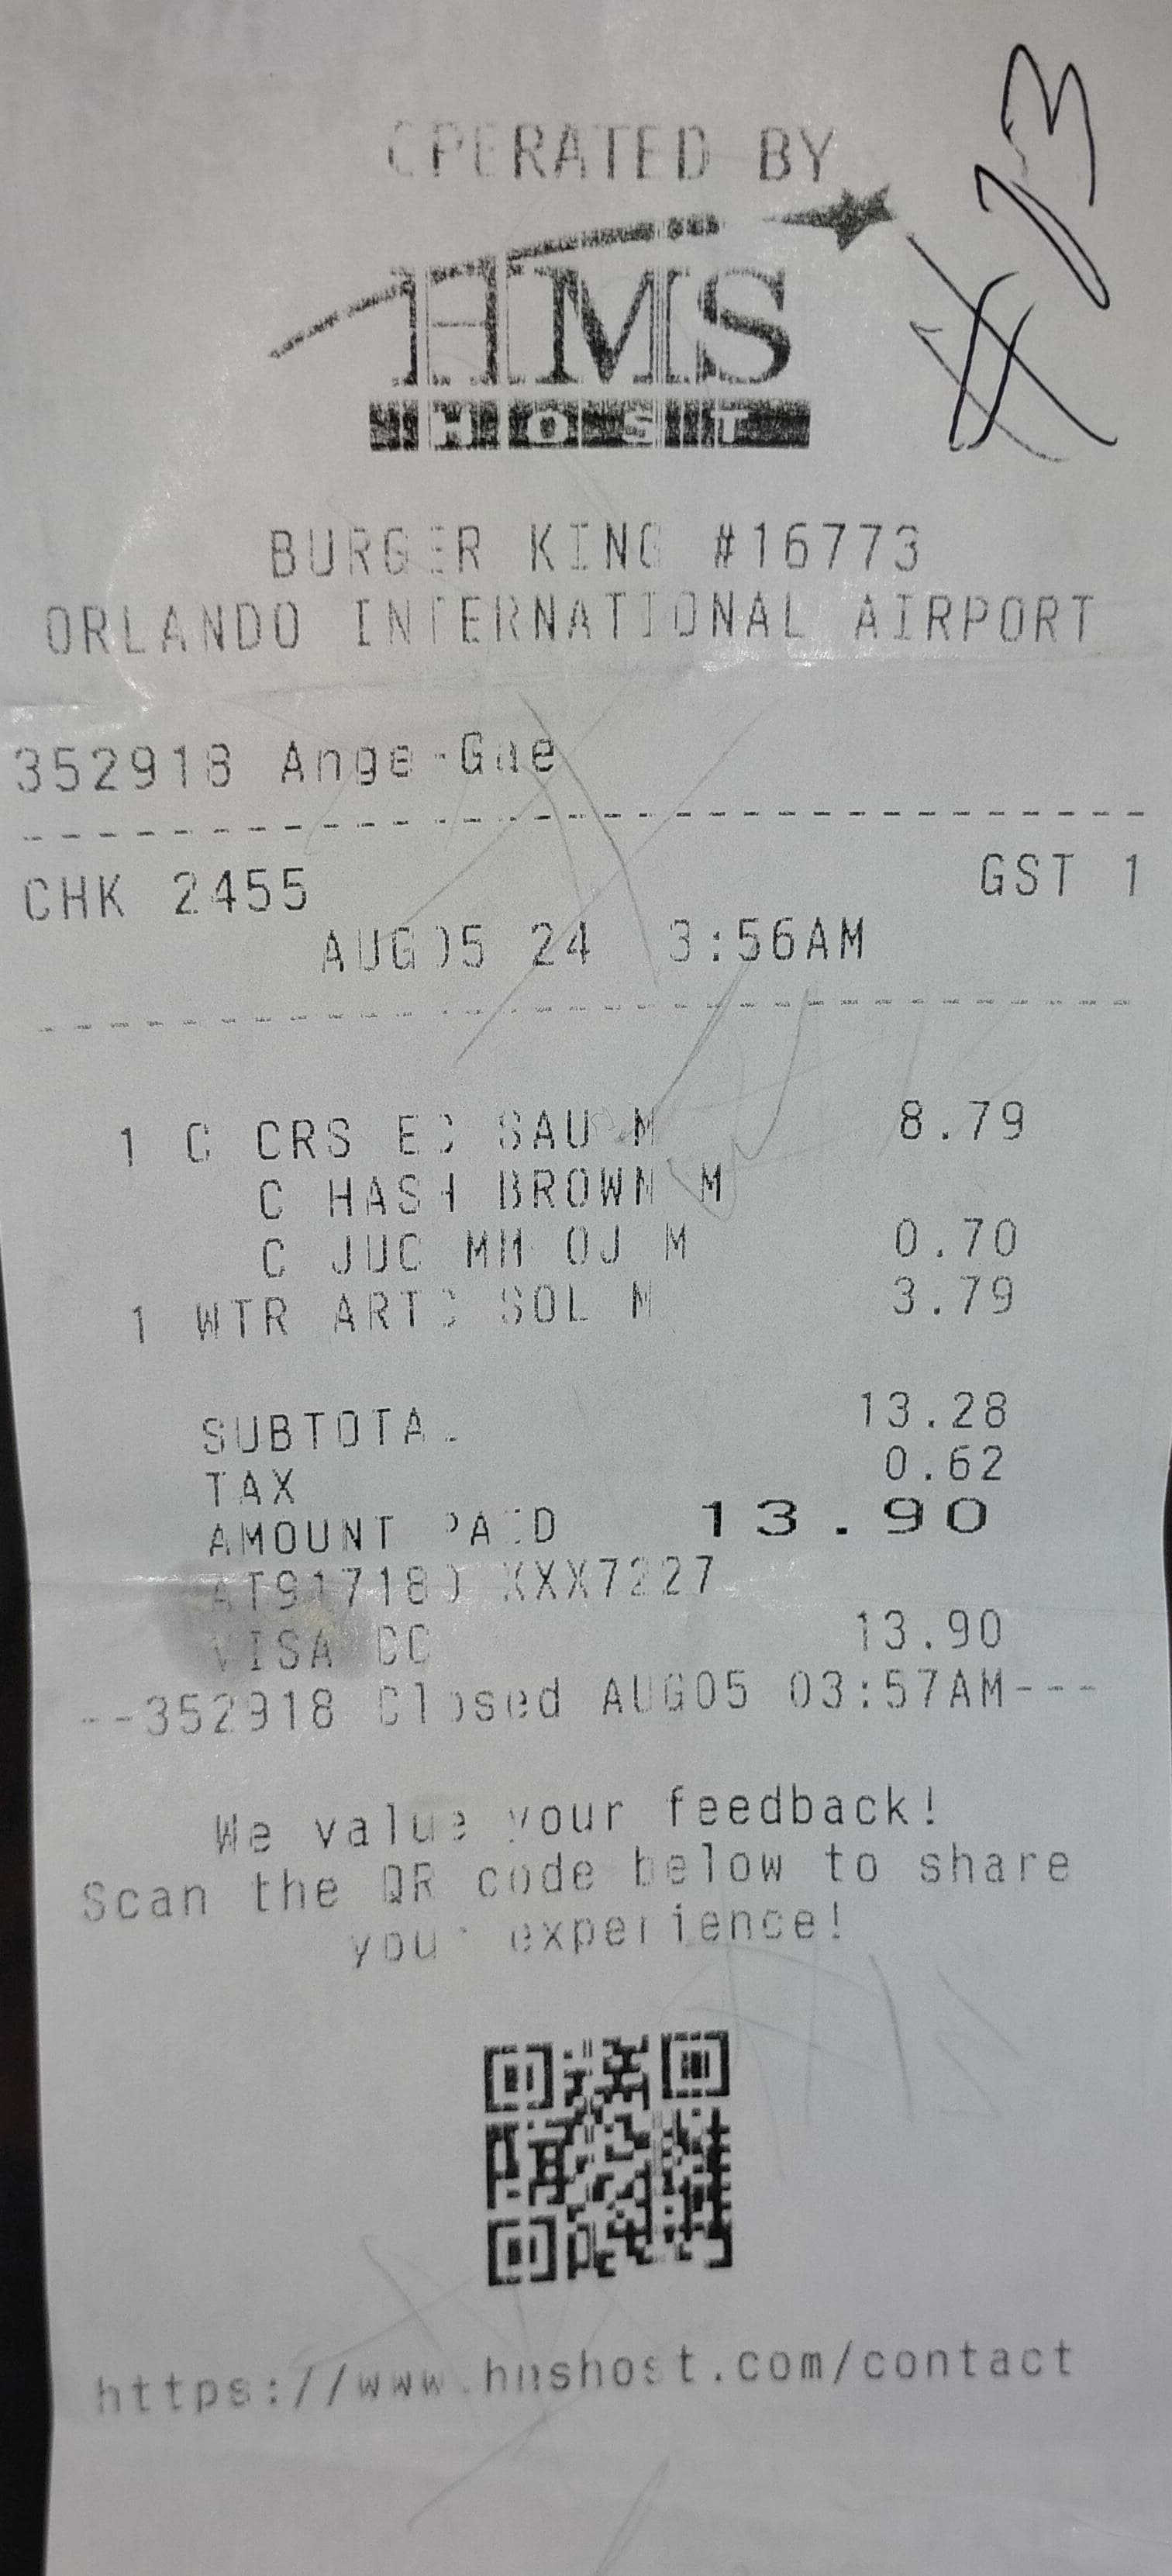 OPERATED BY
HMS
HOST
BURGER KING #16773
ORLANDO INTERNATIONAL AIRPORT
352918 Ange-Gae
CHK 2455 GST 1
AUG05 24 3:56AM
1 C CRS EC SAU M 8.79
C HASH BROWN M
C JUC MM OJ M 0.70
1 WTR ARTC SOL M 3.79
SUBTOTAL 13.28
TAX 0.62
AMOUNT PAID 13.90
AT917180 XXX7227
VISA CC 13.90
--352918 Closed AUG05 03:57AM---
We value your feedback!
Scan the QR code below to share
your experience!
https://www.hmshost.com/contact